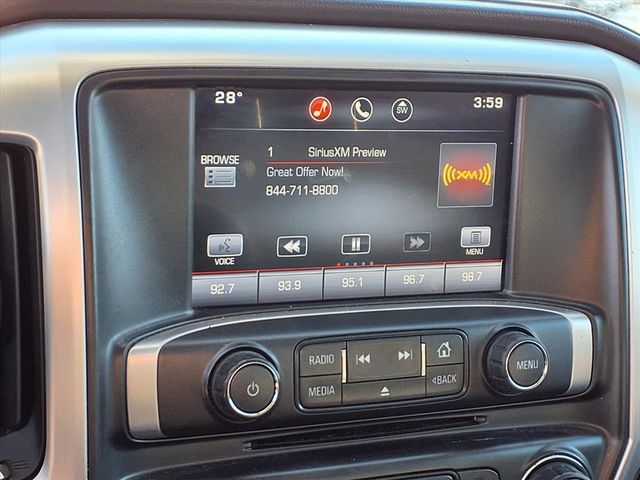 28°
SW
3:59
BROWSE
1 SiriusXM Preview
Great Offer Now!
844-711-8800
((XM))
VOICE
MENU
92.7 93.9 95.1 96.7 98.7
RADIO
MEDIA
BACK
MENU